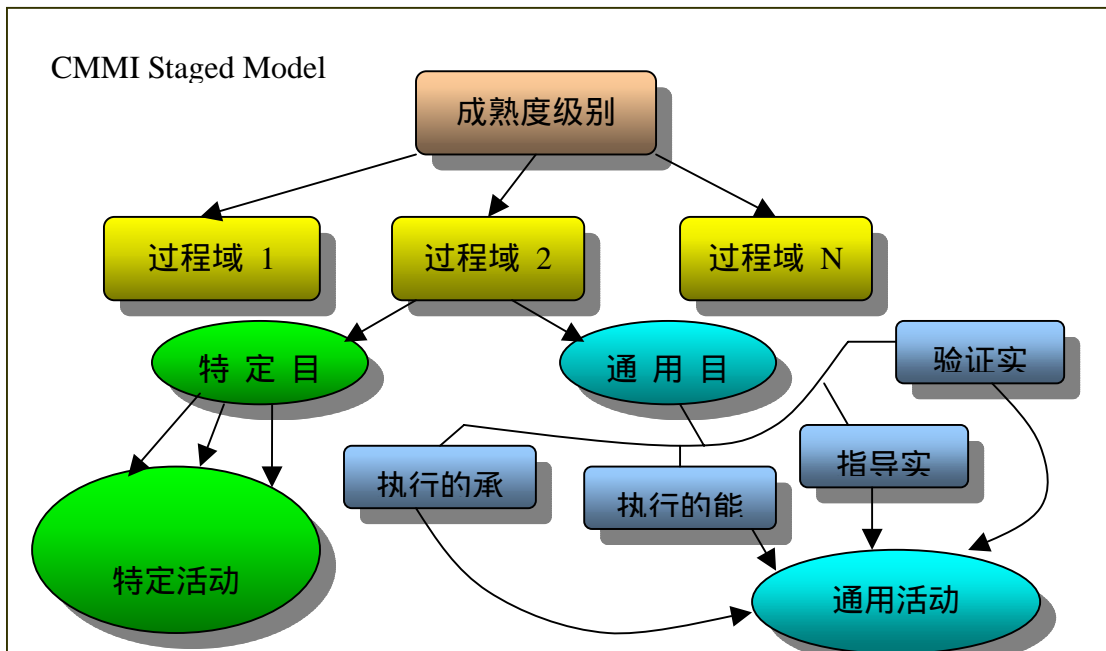 CMMI Staged Model
成熟度级别
过程域 1
过程域 2
过程域 N
特 定 目
通 用 目
验证实
执行的承
执行的能
指导实
特定活动
通用活动